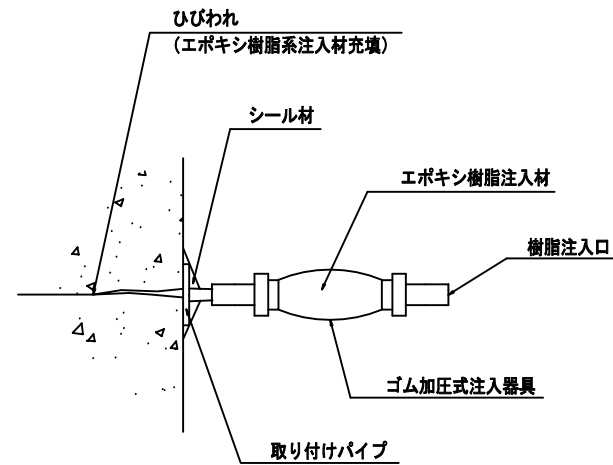 ひびわれ
(エポキシ樹脂系注入材充填)
シール材
エポキシ樹脂注入材
樹脂注入口
ゴム加圧式注入器具
取り付けパイプ